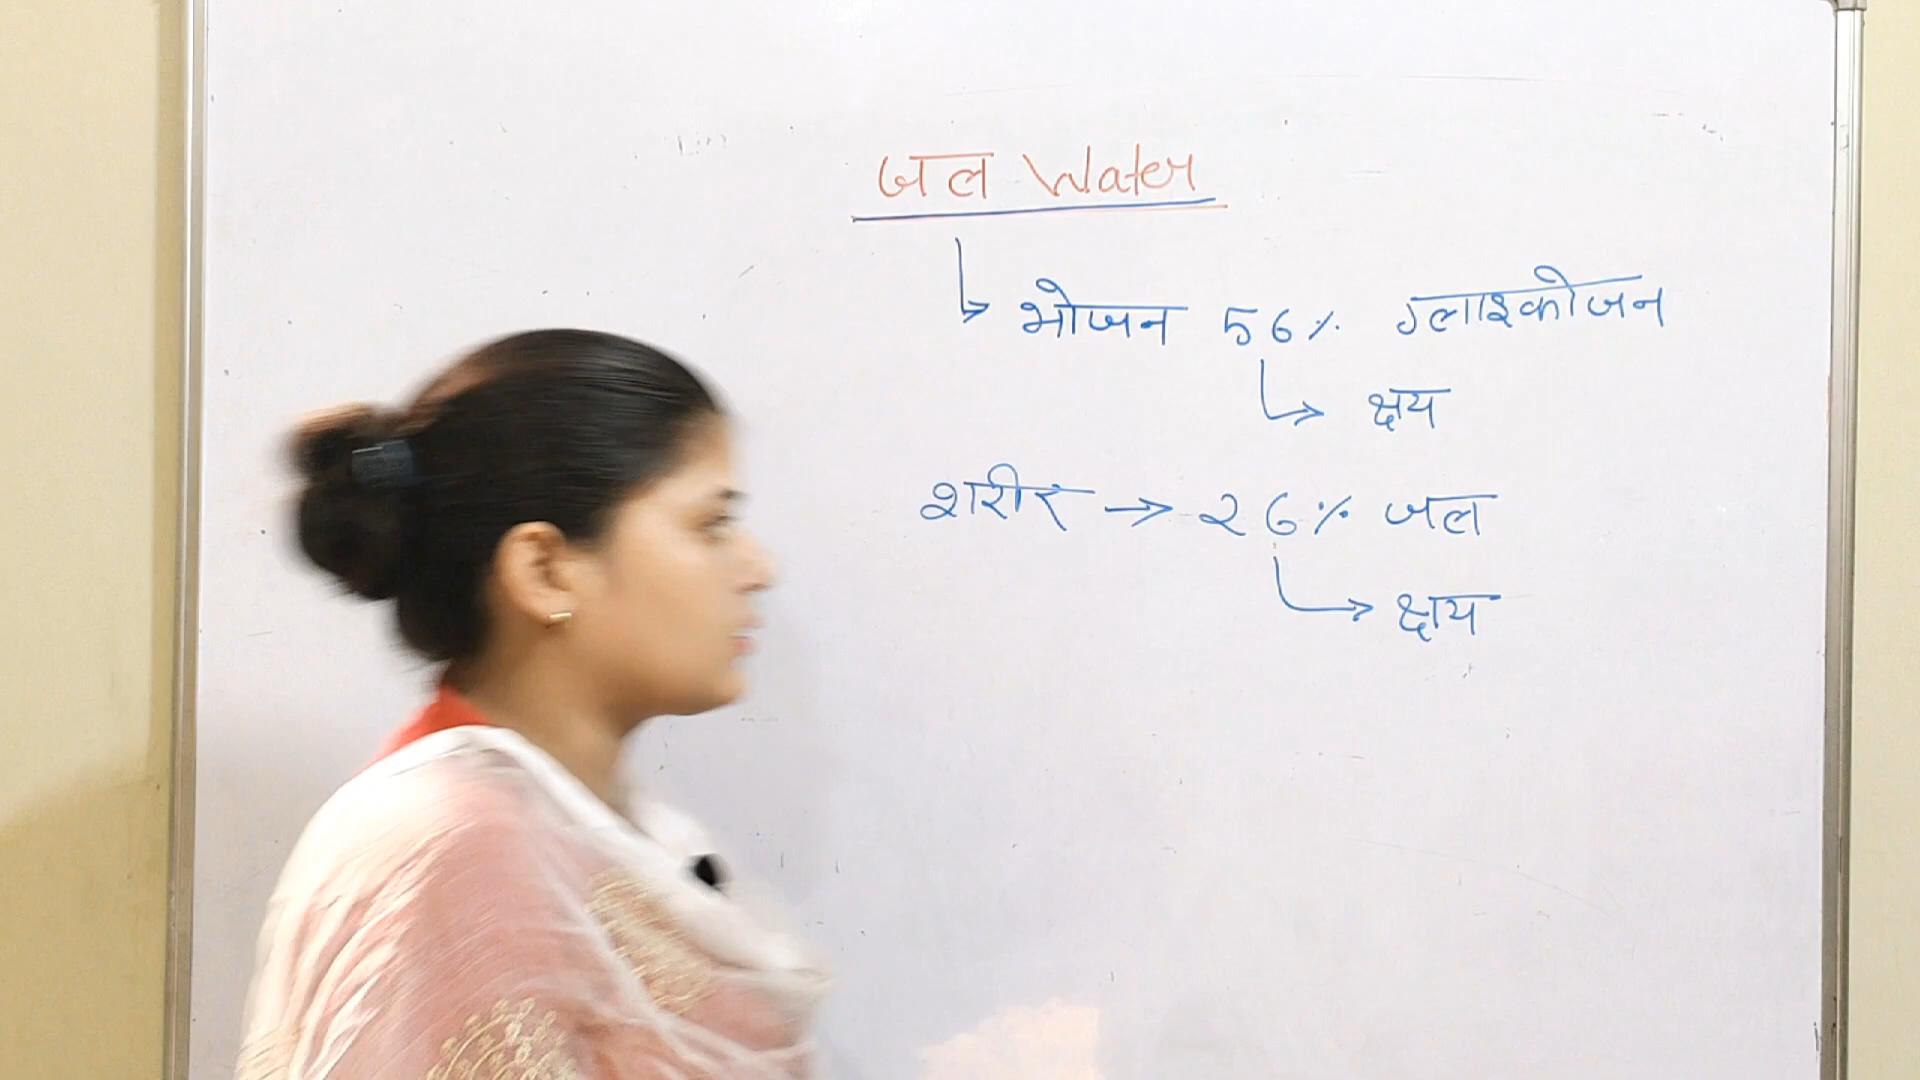 जल Water
भोजन 56% ग्लाइकोजन
क्षय
शरीर → 26% जल
क्षय